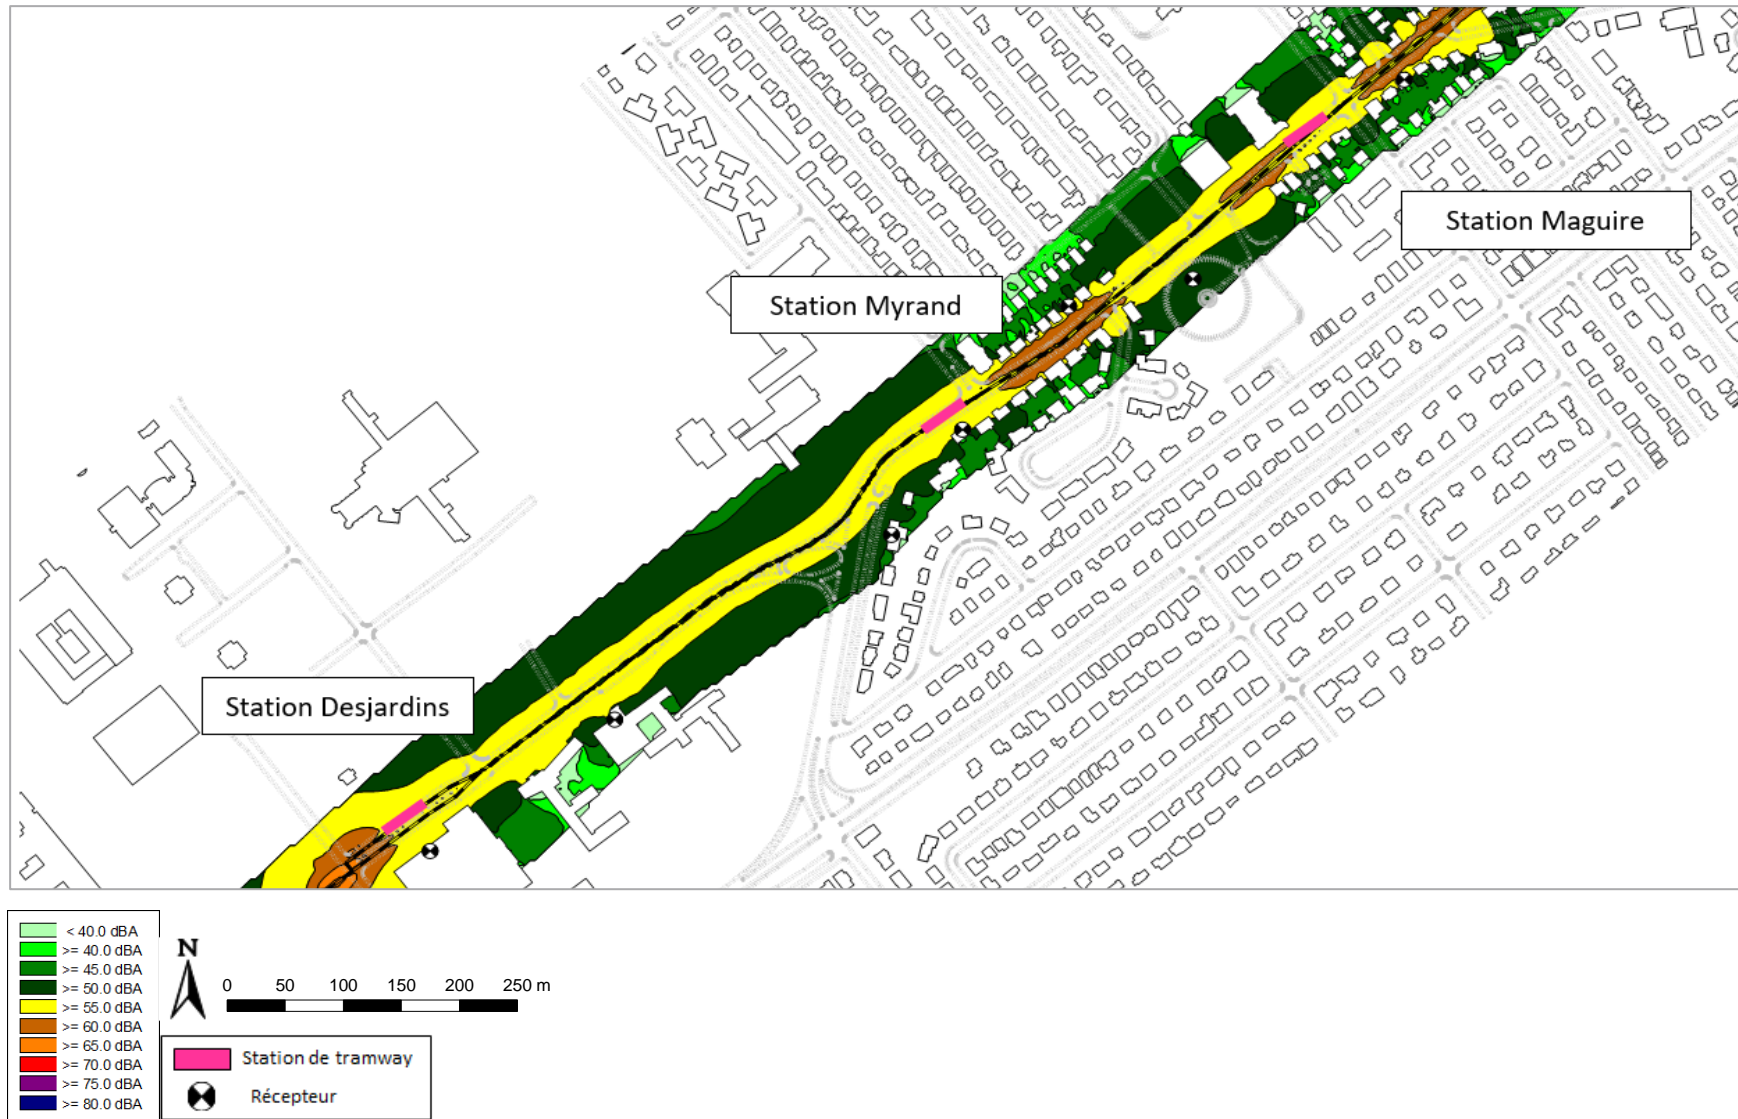 Station Maguire
Station Myrand
Station Desjardins
< 40.0 dBA
>= 40.0 dBA
>= 45.0 dBA
>= 50.0 dBA
>= 55.0 dBA
>= 60.0 dBA
>= 65.0 dBA
>= 70.0 dBA
>= 75.0 dBA
>= 80.0 dBA
N
0 50 100 150 200 250 m
Station de tramway
Récepteur